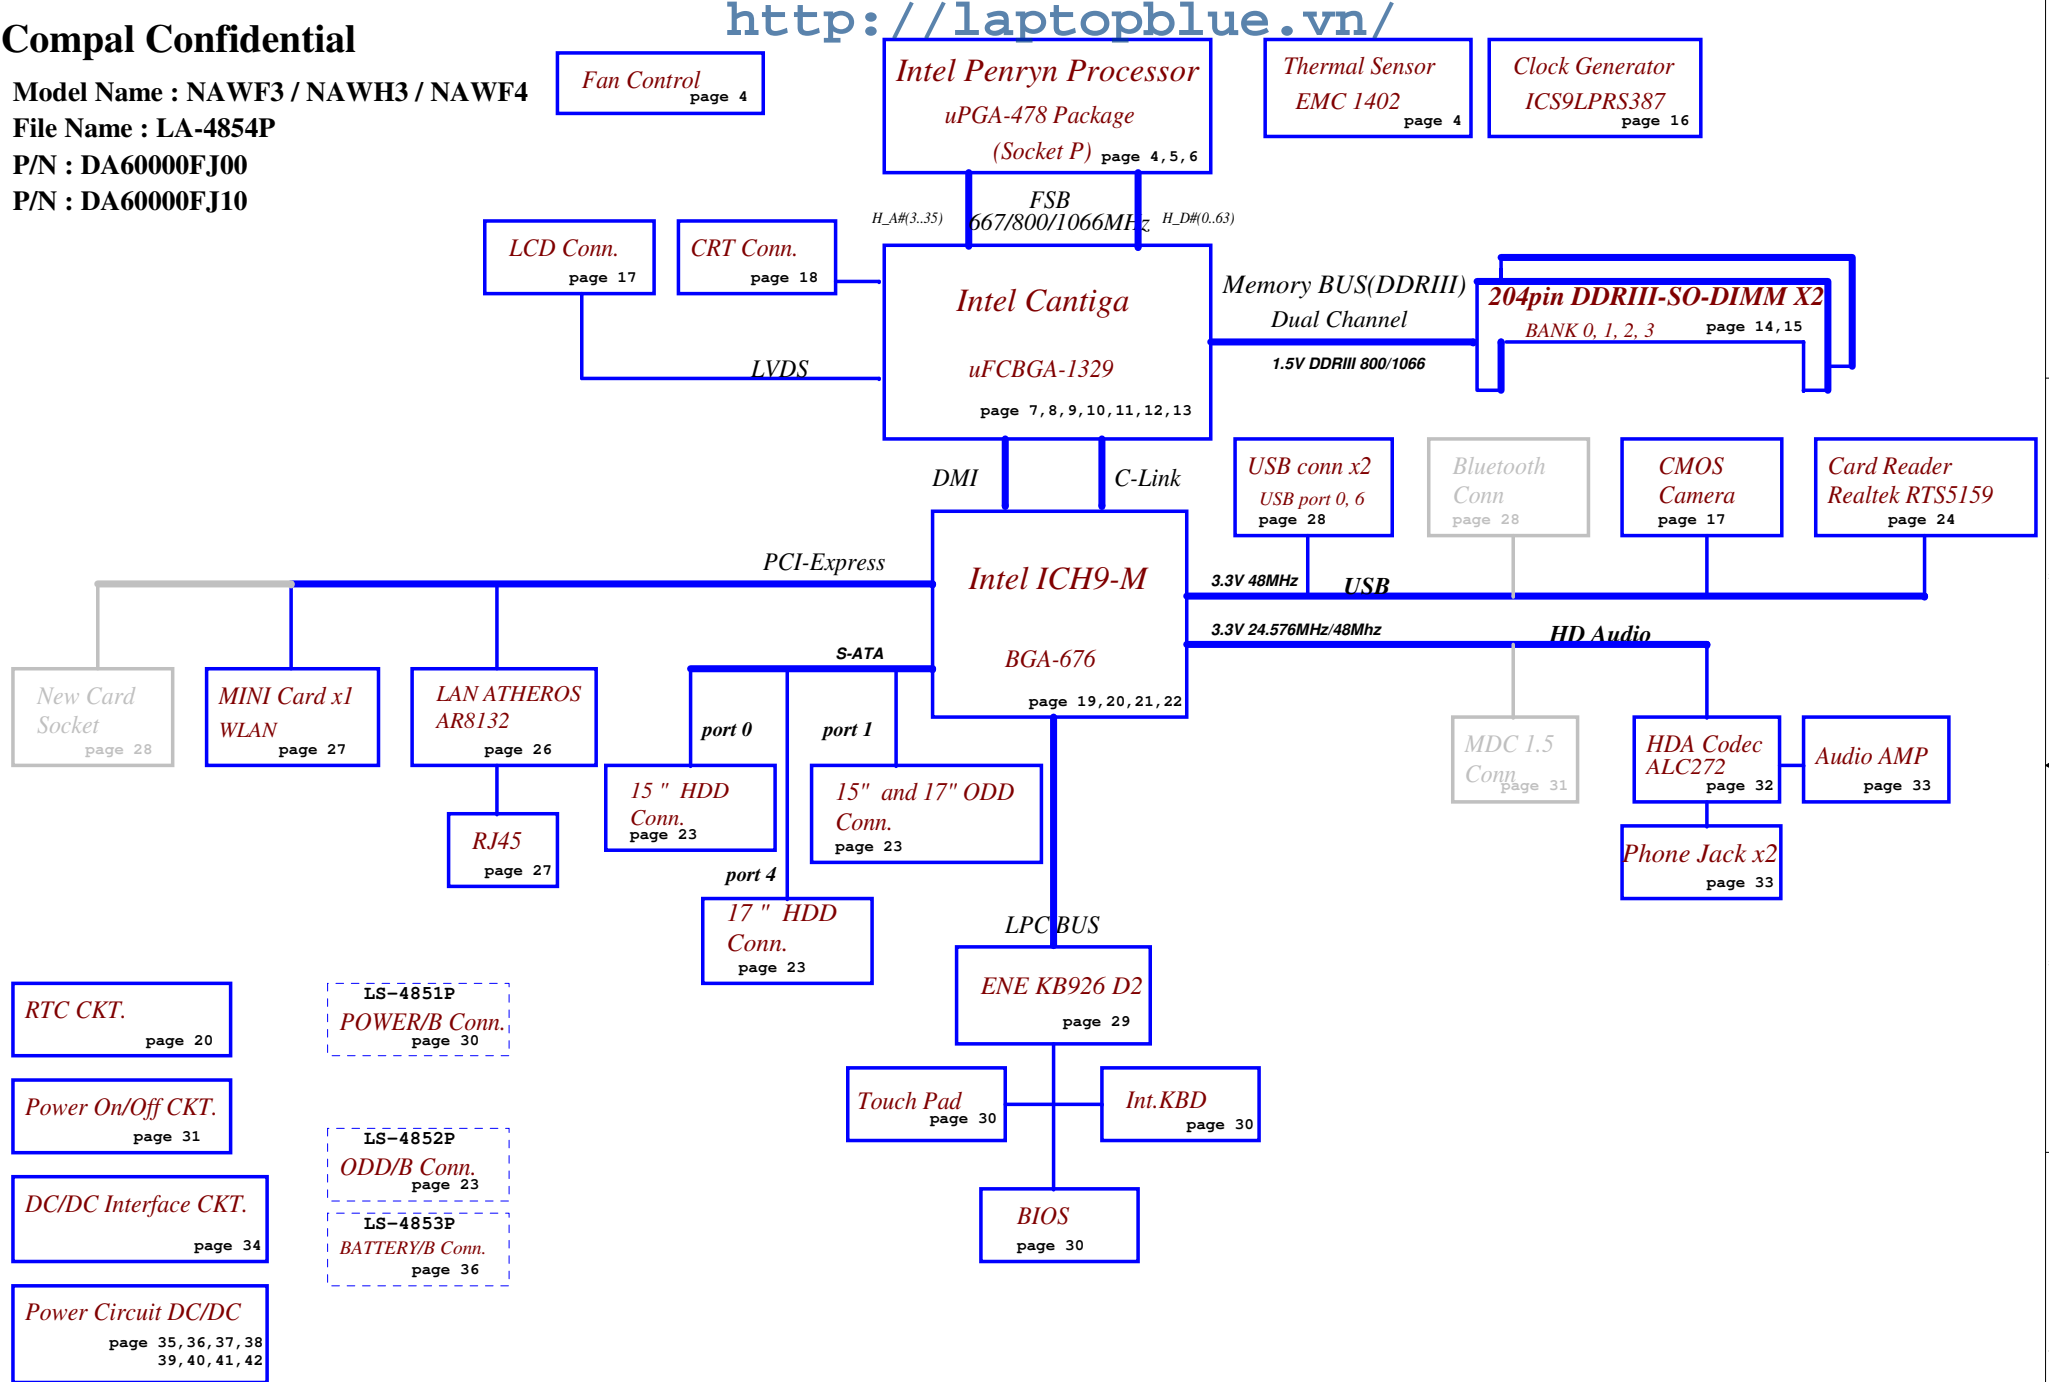 http://laptopblue.vn/
Compal Confidential
Model Name : NAWF3 / NAWH3 / NAWF4
File Name : LA-4854P
P/N : DA60000FJ00
P/N : DA60000FJ10
Fan Control
page 4
Intel Penryn Processor
uPGA-478 Package
(Socket P)
page 4,5,6
Thermal Sensor
EMC 1402
page 4
Clock Generator
ICS9LPRS387
page 16
H_A#(3..35)
FSB
667/800/1066MHz
H_D#(0..63)
LCD Conn.
page 17
CRT Conn.
page 18
LVDS
Intel Cantiga
uFCBGA-1329
page 7,8,9,10,11,12,13
Memory BUS(DDRIII)
Dual Channel
1.5V DDRIII 800/1066
204pin DDRIII-SO-DIMM X2
BANK 0, 1, 2, 3
page 14,15
DMI
C-Link
USB conn x2
USB port 0, 6
page 28
Bluetooth
Conn
page 28
CMOS
Camera
page 17
Card Reader
Realtek RTS5159
page 24
PCI-Express
Intel ICH9-M
BGA-676
page 19,20,21,22
3.3V 48MHz
USB
3.3V 24.576MHz/48Mhz
HD Audio
S-ATA
New Card
Socket
page 28
MINI Card x1
WLAN
page 27
LAN ATHEROS
AR8132
page 26
RJ45
page 27
port 0
port 1
15 " HDD
Conn.
page 23
15" and 17" ODD
Conn.
page 23
port 4
17 " HDD
Conn.
page 23
MDC 1.5
Conn
page 31
HDA Codec
ALC272
page 32
Audio AMP
page 33
Phone Jack x2
page 33
LPC BUS
ENE KB926 D2
page 29
Touch Pad
page 30
Int.KBD
page 30
BIOS
page 30
RTC CKT.
page 20
Power On/Off CKT.
page 31
DC/DC Interface CKT.
page 34
Power Circuit DC/DC
page 35,36,37,38
39,40,41,42
LS-4851P
POWER/B Conn.
page 30
LS-4852P
ODD/B Conn.
page 23
LS-4853P
BATTERY/B Conn.
page 36